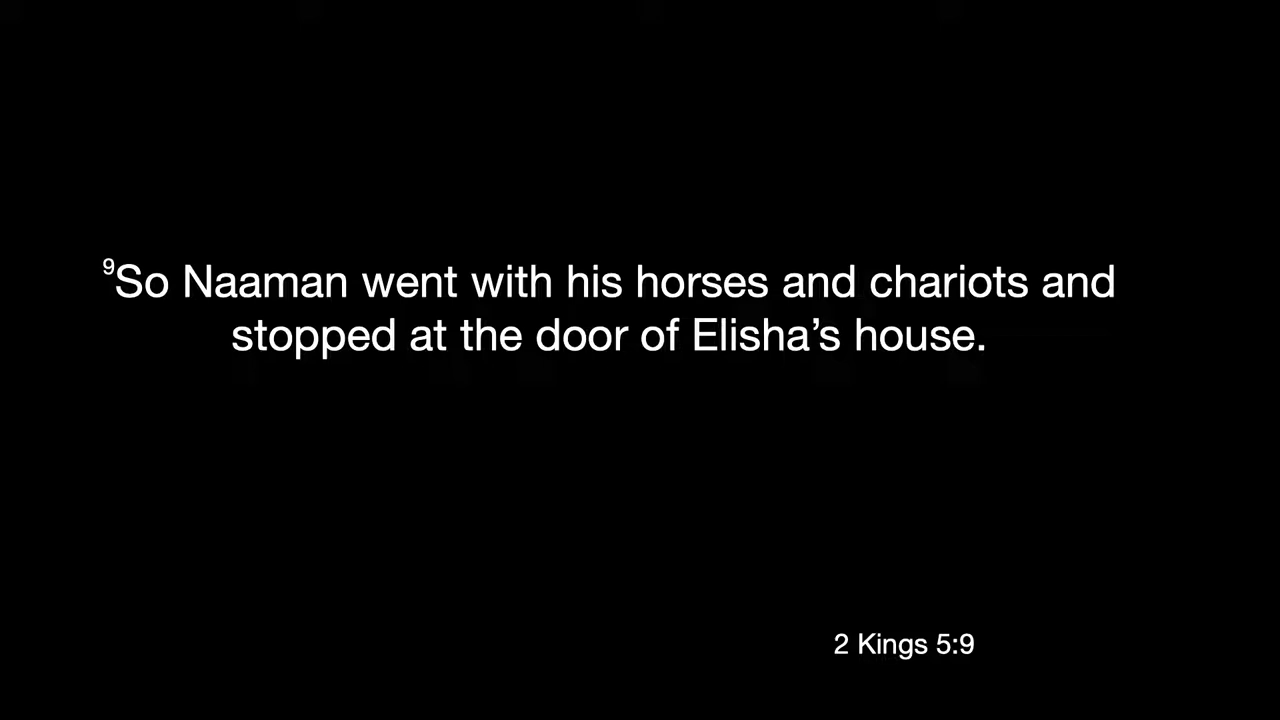 ⁹So Naaman went with his horses and chariots and
stopped at the door of Elisha’s house.
2 Kings 5:9